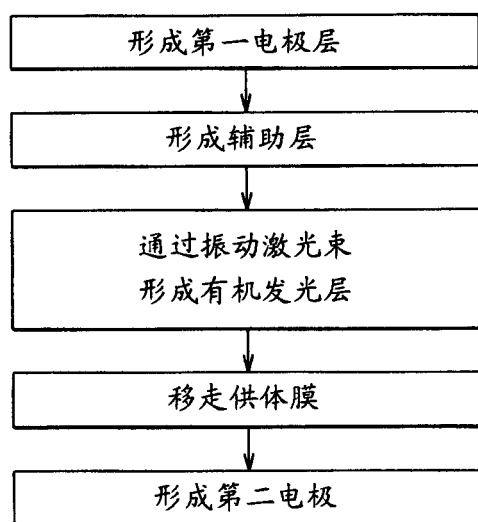 形成第一电极层
形成辅助层
通过振动激光束
形成有机发光层
移走供体膜
形成第二电极